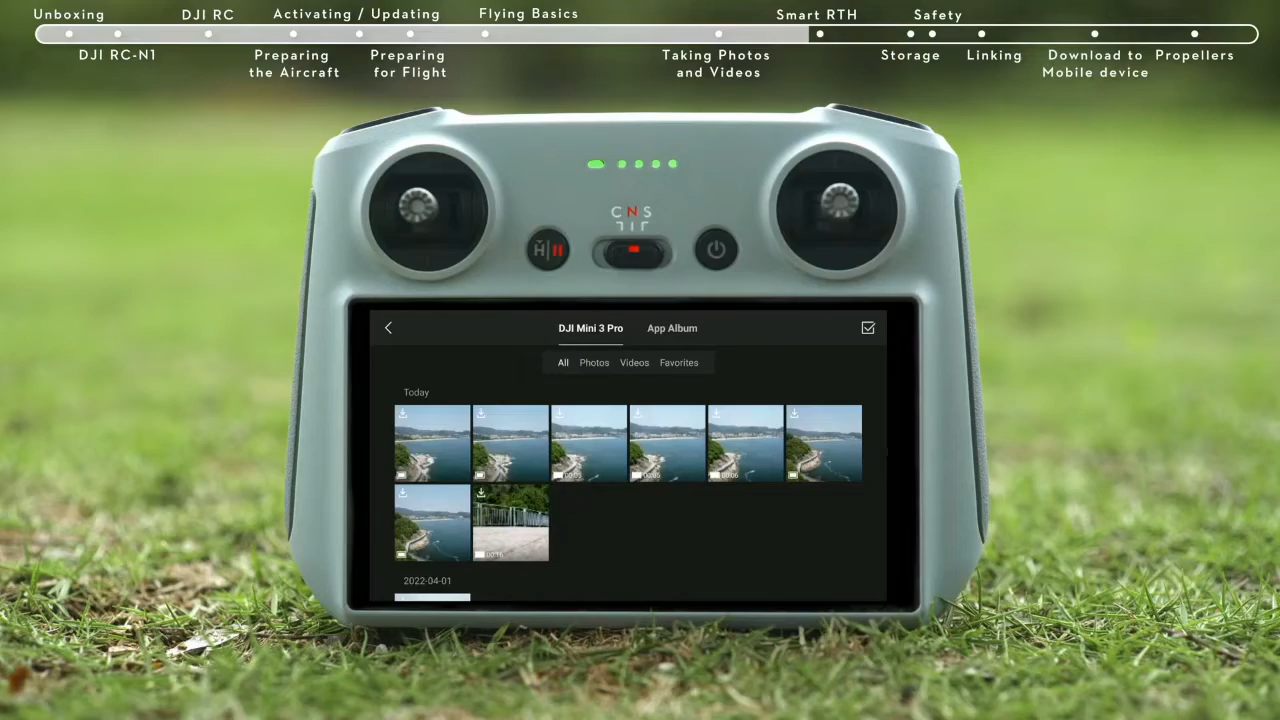 Unboxing
DJI RC
Activating / Updating
Flying Basics
Smart RTH
Safety
DJI RC-N1
Preparing
the Aircraft
Preparing
for Flight
Taking Photos
and Videos
Storage
Linking
Download to
Mobile device
Propellers
C N S
DJI Mini 3 Pro
App Album
All
Photos
Videos
Favorites
Today
00:16
2022-04-01